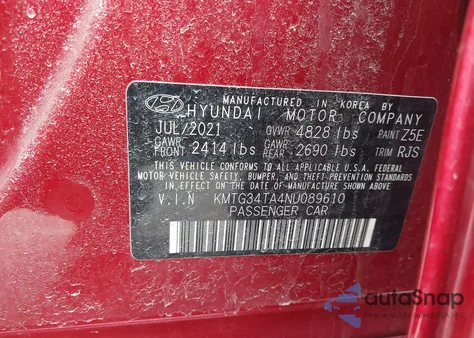 MANUFACTURED IN KOREA BY
HYUNDAI MOTOR COMPANY
JUL/2021 GVWR 4828 lbs PAINT Z5E
GAWR FRONT 2414 lbs GAWR REAR 2690 lbs TRIM RJS
THIS VEHICLE CONFORMS TO ALL APPLICABLE U.S.A. FEDERAL
MOTOR VEHICLE SAFETY, BUMPER, AND THEFT PREVENTION
STANDARDS IN EFFECT ON THE DATE OF MANUFACTURE SHOWN ABOVE.
V.I.N KMTG34TA4NU089610
PASSENGER CAR
autoSnap